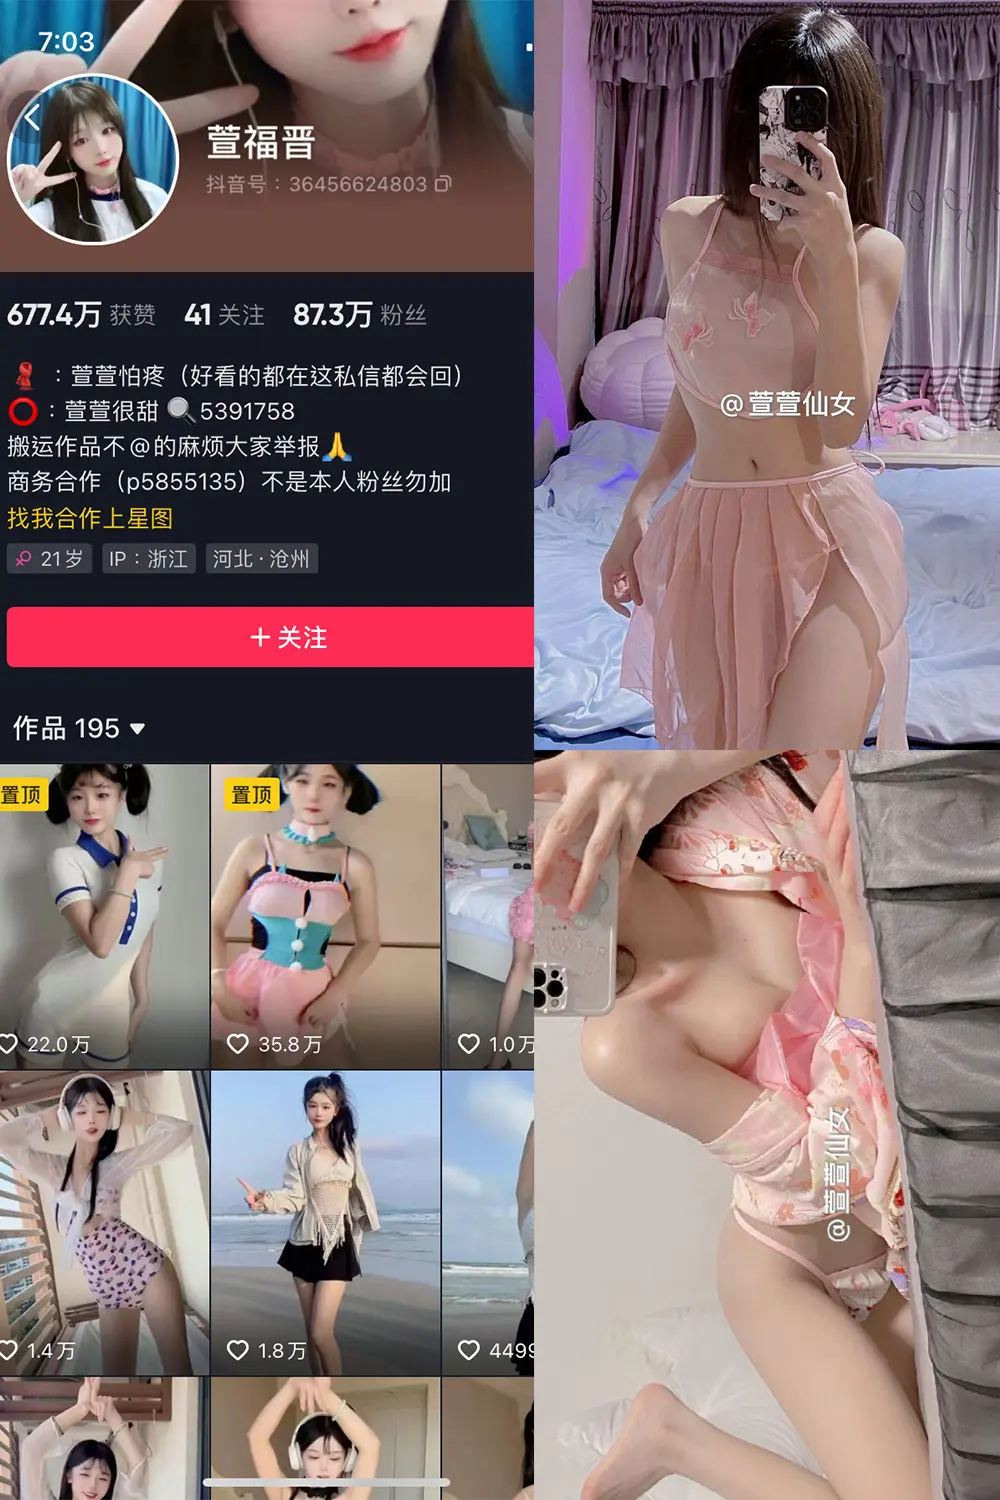 7:03
萱福晋
抖音号：36456624803
677.4万 获赞 41 关注 87.3万 粉丝
：萱萱怕疼（好看的都在这私信都会回）
：萱萱很甜 🔍5391758
搬运作品不@的麻烦大家举报🙏
商务合作（p5855135）不是本人粉丝勿加
找我合作上星图
21岁 IP：浙江 河北·沧州
+ 关注
作品 195
置顶 置顶
22.0万 35.8万 1.0万
1.4万 1.8万 4499
@萱萱仙女
@萱萱仙女